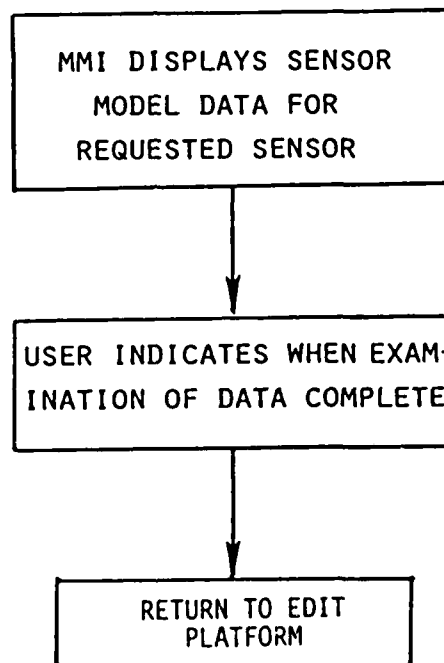 MMI DISPLAYS SENSOR
MODEL DATA FOR
REQUESTED SENSOR
USER INDICATES WHEN EXAM-
INATION OF DATA COMPLETE
RETURN TO EDIT
PLATFORM